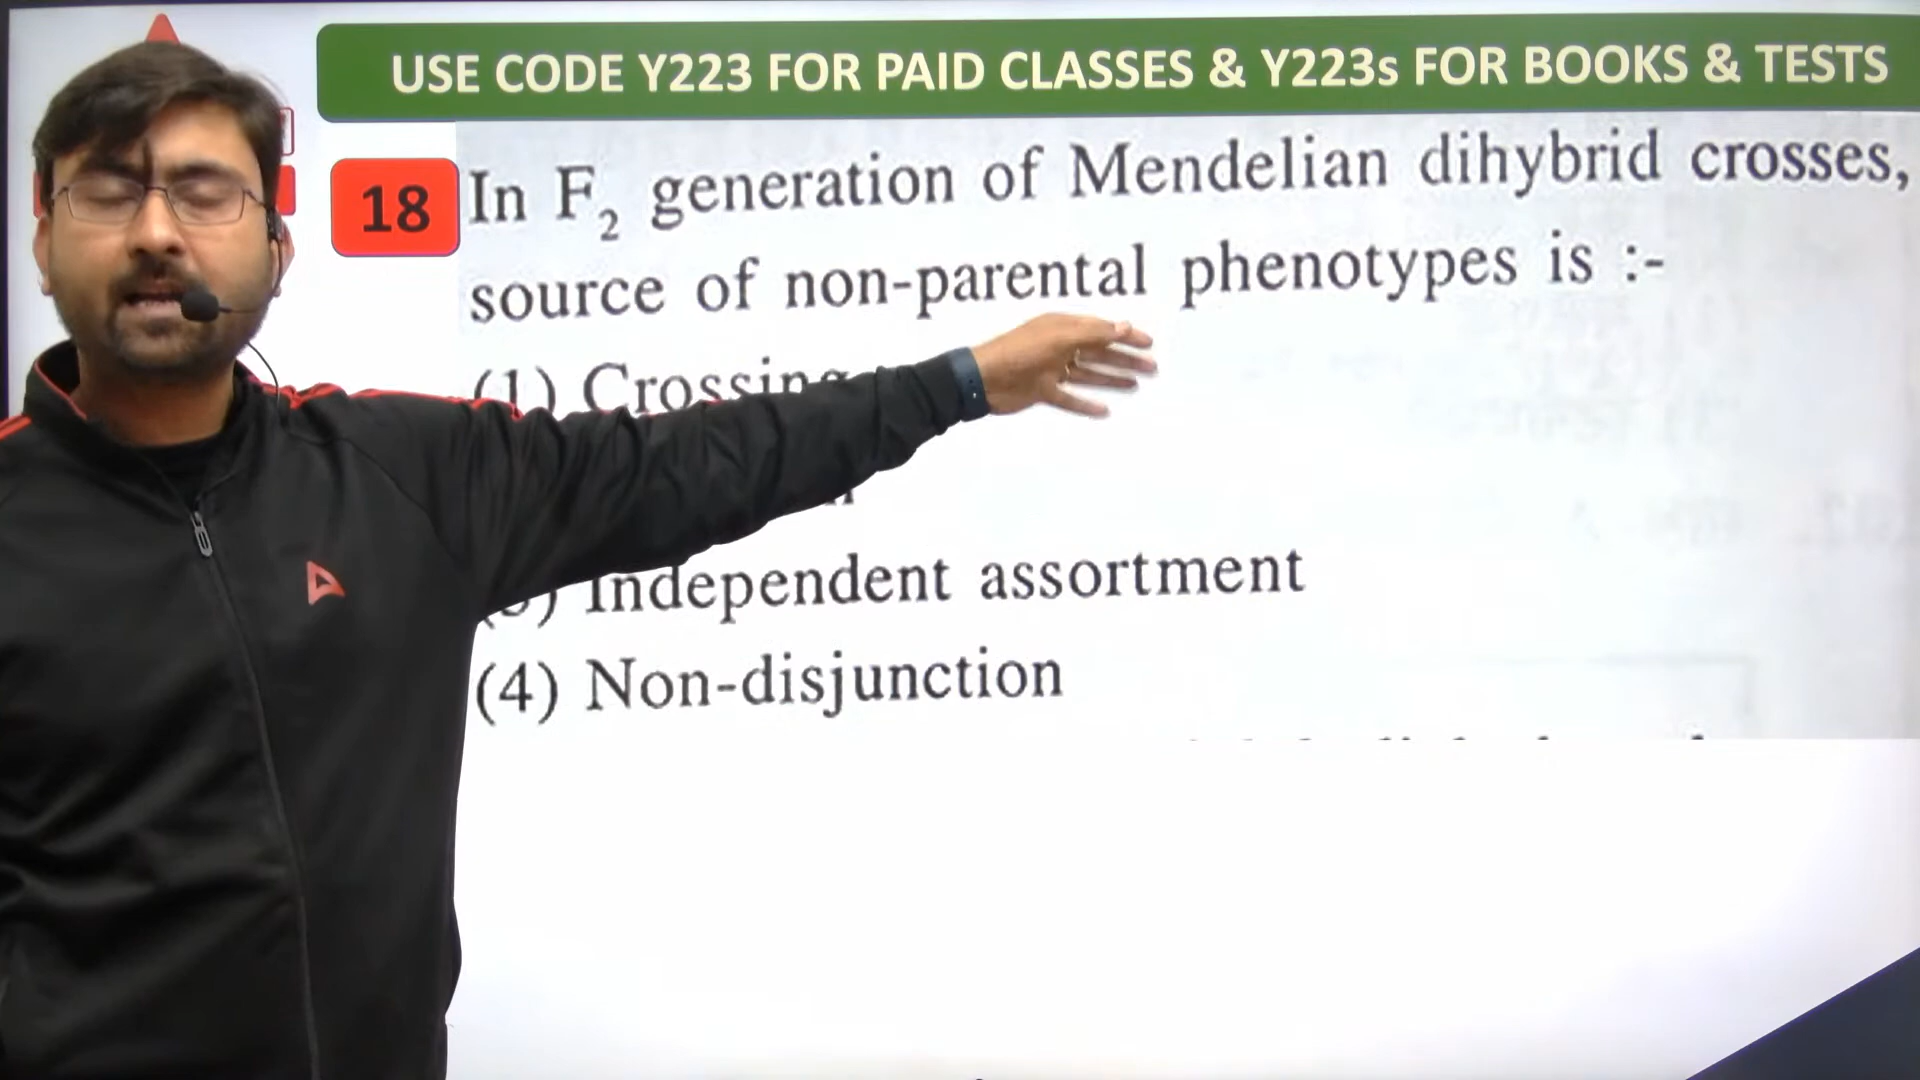 USE CODE Y223 FOR PAID CLASSES & Y223s FOR BOOKS & TESTS
18 In F₂ generation of Mendelian dihybrid crosses,
source of non-parental phenotypes is :-
(1) Crossing
Independent assortment
(4) Non-disjunction